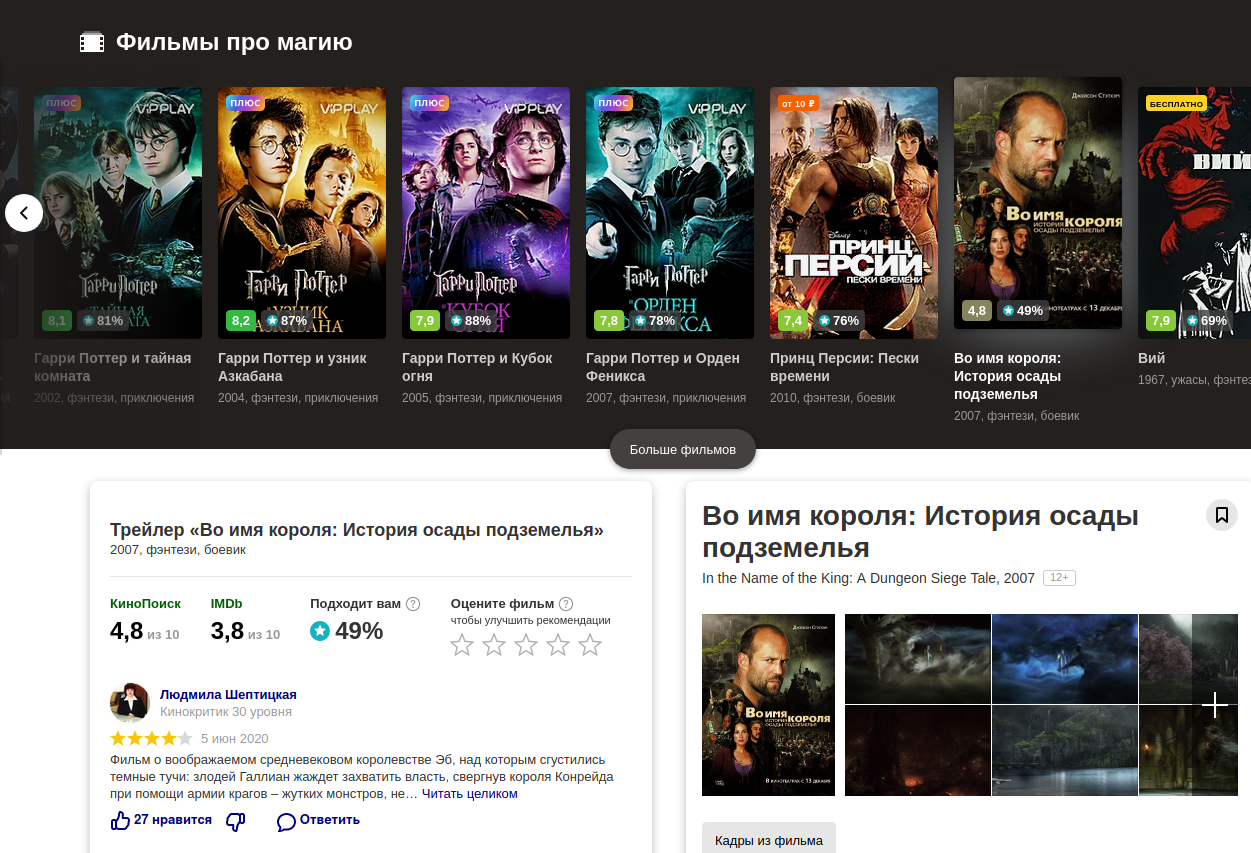 Фильмы про магию
ПЛЮС
ViPPLAY
Гарри Поттер
ТАЙНАЯ
КОМНАТА
8,1
81%
Гарри Поттер и тайная
комната
2002, фэнтези, приключения
ПЛЮС
ViPPLAY
Гарри Поттер
УЗНИК
АЗКАБАНА
8,2
87%
Гарри Поттер и узник
Азкабана
2004, фэнтези, приключения
ПЛЮС
ViPPLAY
Гарри Поттер
КУБОК
7,9
88%
Гарри Поттер и Кубок
огня
2005, фэнтези, приключения
ПЛЮС
ViPPLAY
Гарри Поттер
ОРДЕН
ФЕНИКСА
7,8
78%
Гарри Поттер и Орден
Феникса
2007, фэнтези, приключения
от 10 ₽
DISNEY
ПРИНЦ
ПЕРСИИ
ПЕСКИ ВРЕМЕНИ
7,4
76%
Принц Персии: Пески
времени
2010, фэнтези, боевик
ДЖЕЙСОН СТЭТХЭМ
ВО ИМЯ КОРОЛЯ
ИСТОРИЯ
ОСАДЫ ПОДЗЕМЕЛЬЯ
4,8
49%
Во имя короля:
История осады
подземелья
2007, фэнтези, боевик
БЕСПЛАТНО
ВИЙ
7,9
69%
Вий
1967, ужасы, фэнтез
Больше фильмов
Трейлер «Во имя короля: История осады подземелья»
2007, фэнтези, боевик
КиноПоиск IMDb Подходит вам ? Оцените фильм ?
4,8 из 10 3,8 из 10 49% чтобы улучшить рекомендации
Людмила Шептицкая
Кинокритик 30 уровня
5 июн 2020
Фильм о воображаемом средневековом королевстве Эб, над которым сгустились
темные тучи: злодей Галлиан жаждет захватить власть, свергнув короля Конрейда
при помощи армии крагов – жутких монстров, не… Читать целиком
27 нравится Ответить
Во имя короля: История осады
подземелья
In the Name of the King: A Dungeon Siege Tale, 2007 12+
ДЖЕЙСОН СТЭТХЭМ
ВО ИМЯ КОРОЛЯ
ИСТОРИЯ
ОСАДЫ ПОДЗЕМЕЛЬЯ
В КИНОТЕАТРАХ С 13 ДЕКАБРЯ
Кадры из фильма